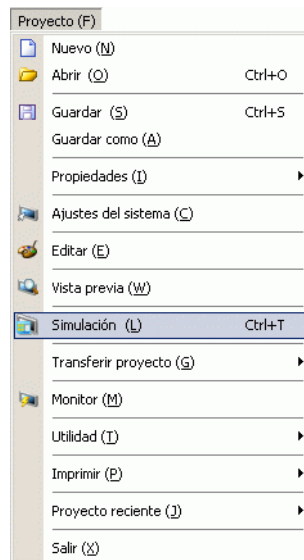 Proyecto (F)
Nuevo (N)
Abrir (O) Ctrl+O
Guardar (S) Ctrl+S
Guardar como (A)
Propiedades (I)
Ajustes del sistema (C)
Editar (E)
Vista previa (W)
Simulación (L) Ctrl+T
Transferir proyecto (G)
Monitor (M)
Utilidad (T)
Imprimir (P)
Proyecto reciente (J)
Salir (X)